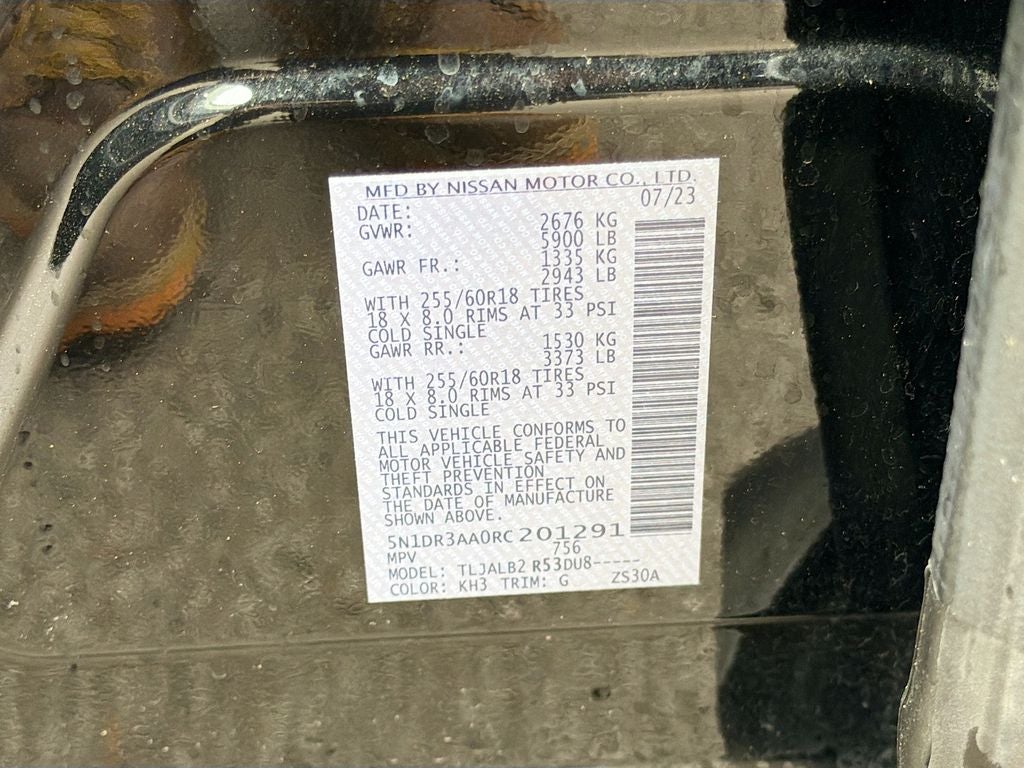 MFD BY NISSAN MOTOR CO., LTD.
DATE: 07/23
GVWR: 2676 KG
5900 LB
GAWR FR.: 1335 KG
2943 LB
WITH 255/60R18 TIRES
18 X 8.0 RIMS AT 33 PSI
COLD SINGLE
GAWR RR.: 1530 KG
3373 LB
WITH 255/60R18 TIRES
18 X 8.0 RIMS AT 33 PSI
COLD SINGLE
THIS VEHICLE CONFORMS TO
ALL APPLICABLE FEDERAL
MOTOR VEHICLE SAFETY AND
THEFT PREVENTION
STANDARDS IN EFFECT ON
THE DATE OF MANUFACTURE
SHOWN ABOVE.
5N1DR3AA0RC201291
MPV 756
MODEL: TLJALB2 R53DU8-----
COLOR: KH3 TRIM: G ZS30A